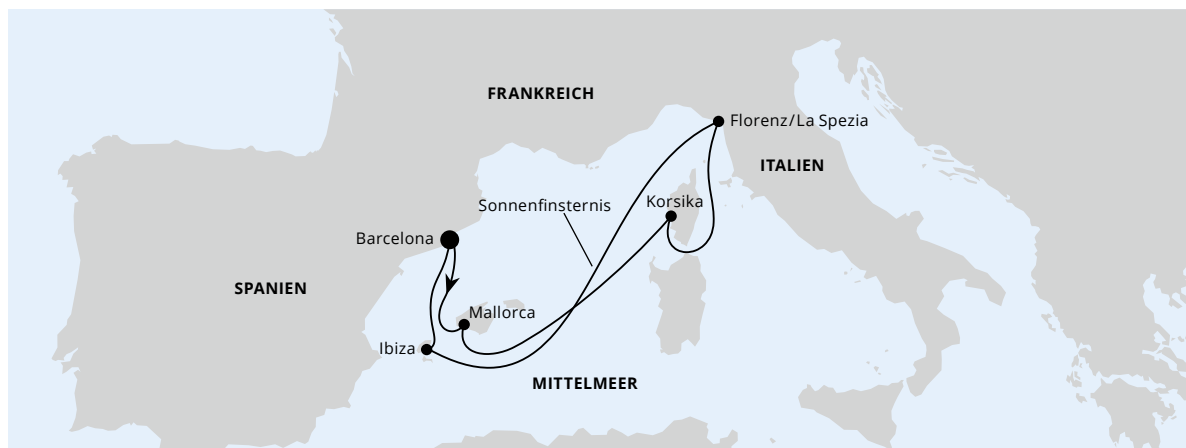 FRANKREICH
Florenz/La Spezia
ITALIEN
Korsika
Sonnenfinsternis
Barcelona
SPANIEN
Mallorca
Ibiza
MITTELMEER